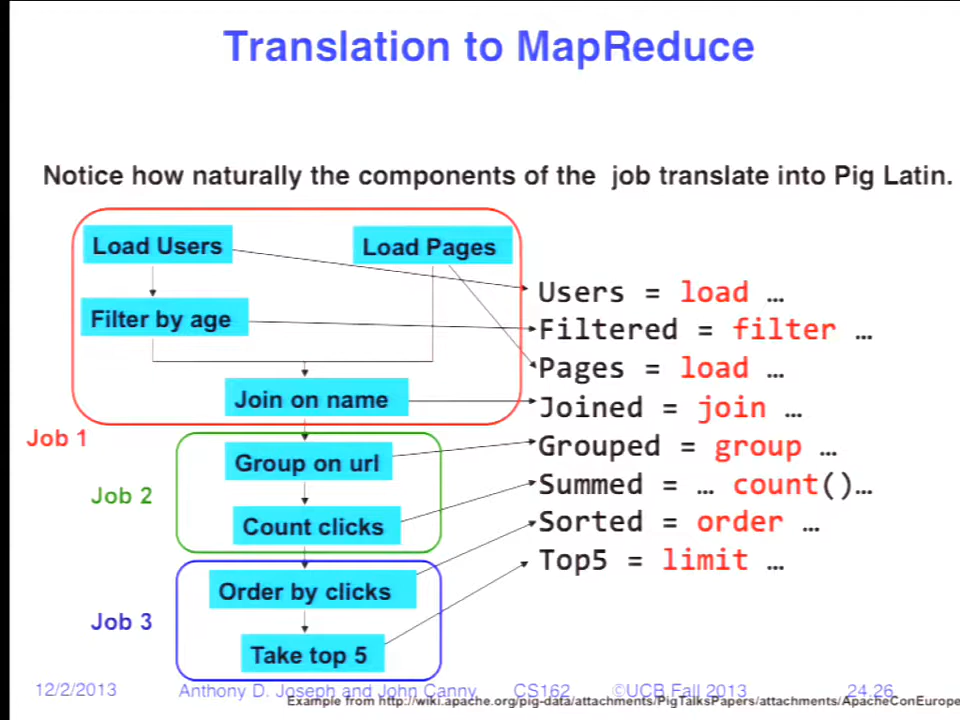 Translation to MapReduce
Notice how naturally the components of the job translate into Pig Latin.
Load Users
Load Pages
Filter by age
Join on name
Job 1
Group on url
Count clicks
Job 2
Order by clicks
Take top 5
Job 3
Users = load …
Filtered = filter …
Pages = load …
Joined = join …
Grouped = group …
Summed = … count()…
Sorted = order …
Top5 = limit …
12/2/2013
Anthony D. Joseph and John Canny
CS162
©UCB Fall 2013
24.26
Example from http://wiki.apache.org/pig-data/attachments/PigTalksPapers/attachments/ApacheConEurope